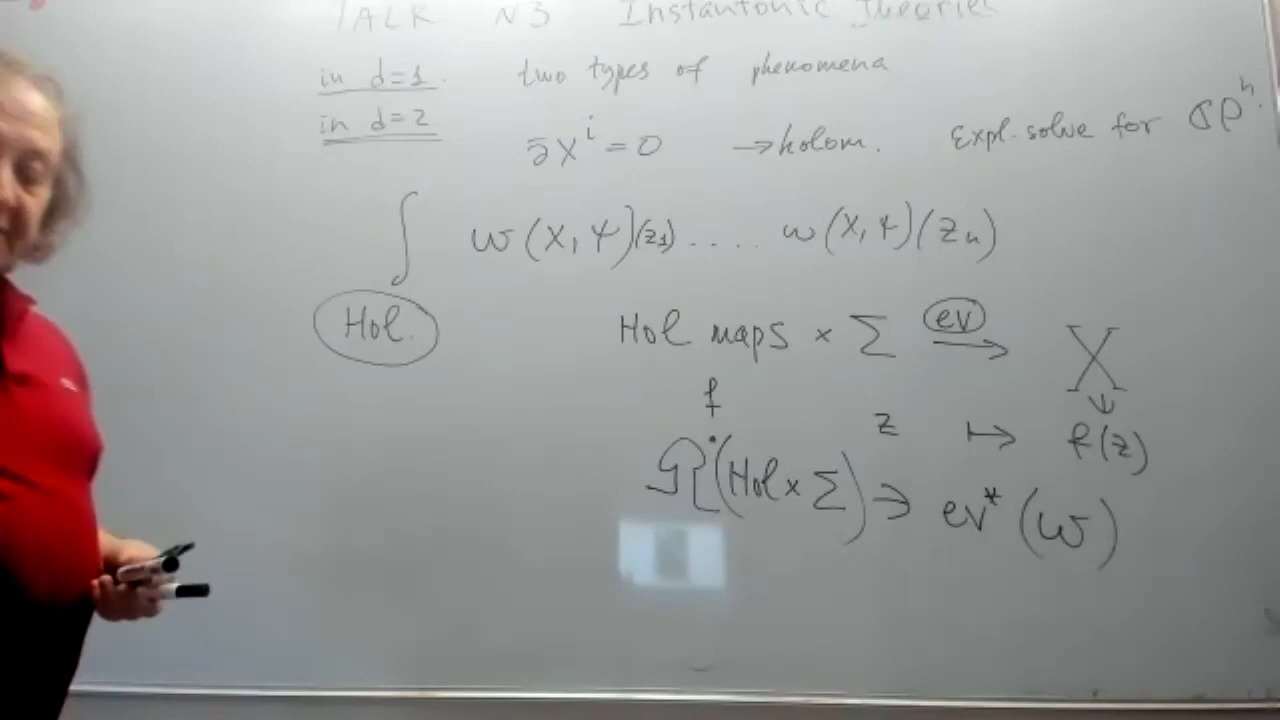 TALK N3 Instantonic Theories
in d=1. two types of phenomena
in d=2 ∂̄X^i = 0 → holom. Expl. solve for ℂP^n.
∫ ω(X,ψ)(z₁) .... ω(X,ψ)(zₙ)
Hol. Hol maps × Σ ev → X
f z ↦ f(z)
Ω^•(Hol × Σ) ∋ ev*(ω)